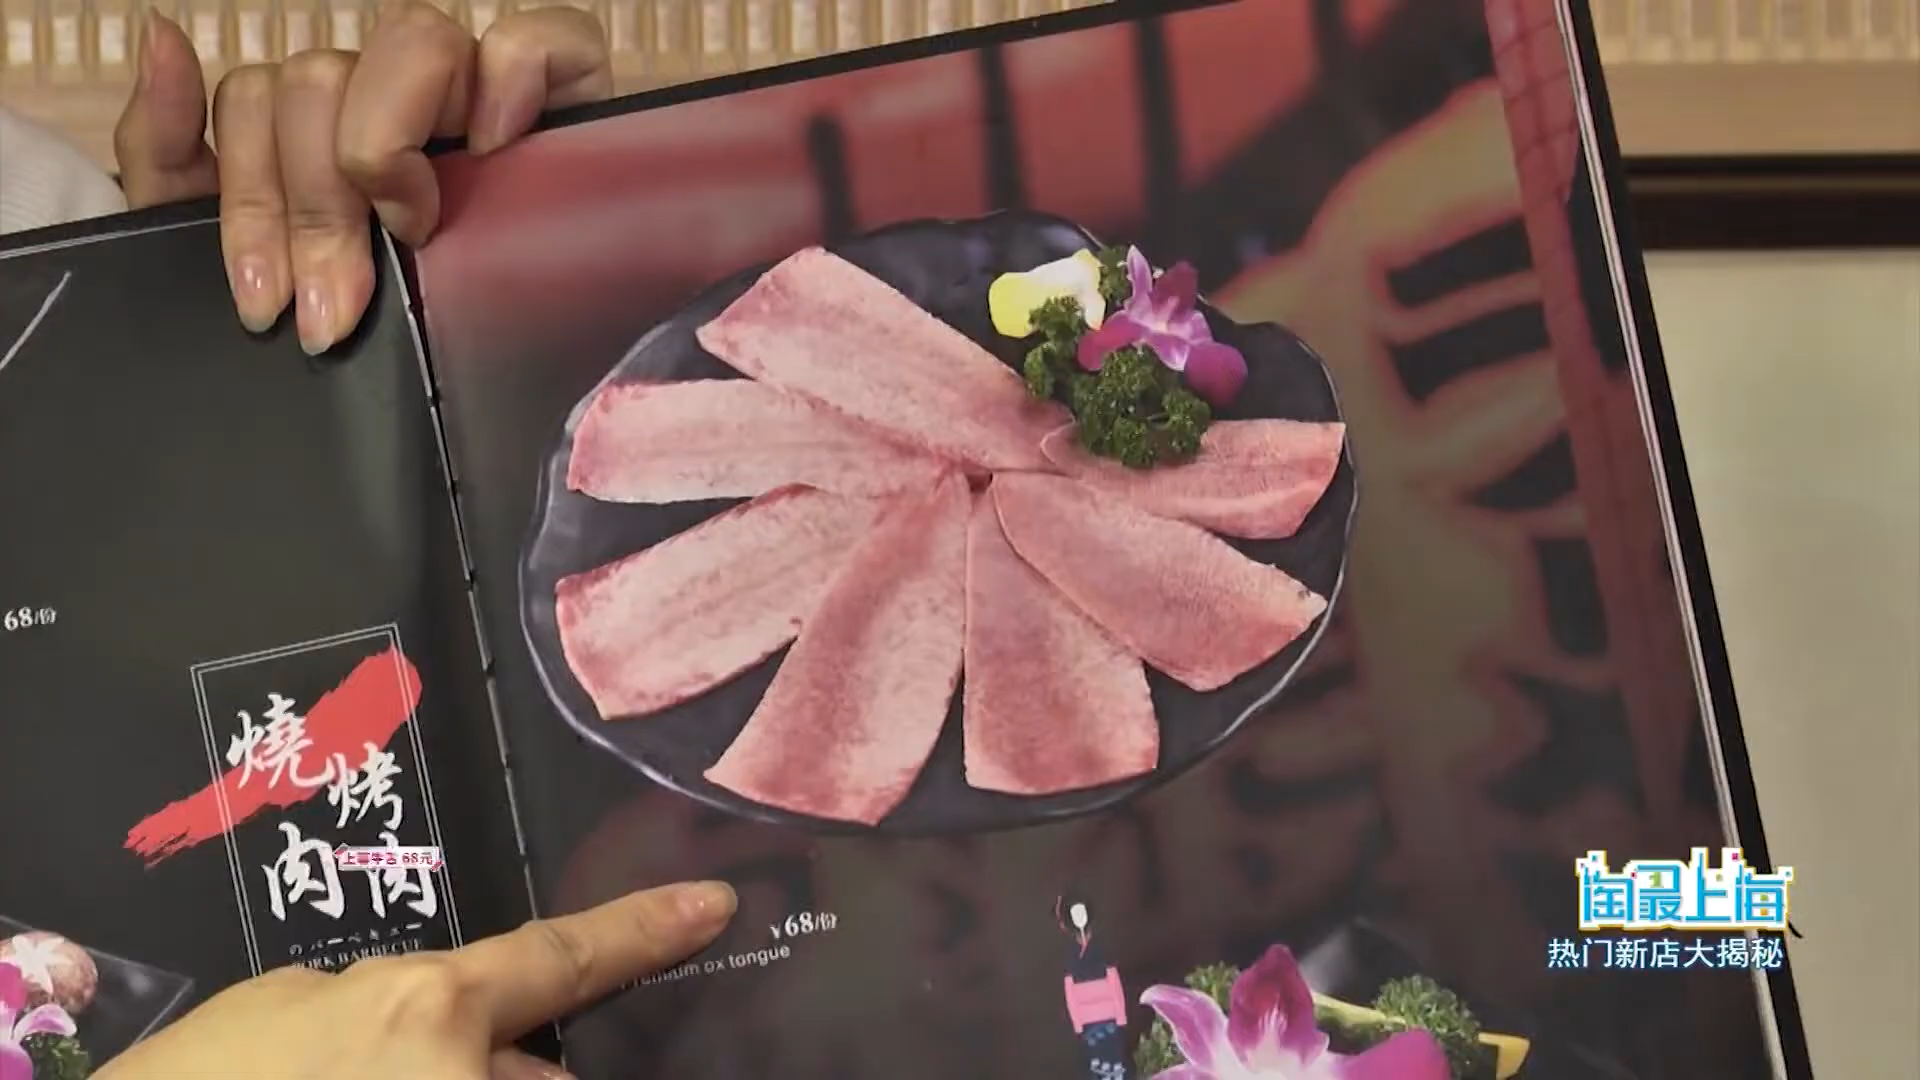 68/份
燒
烤
肉肉
上等牛舌 68元
のバーベキュー
PORK BARBECUE
¥68/份
Premium ox tongue
淘最上海
热门新店大揭秘